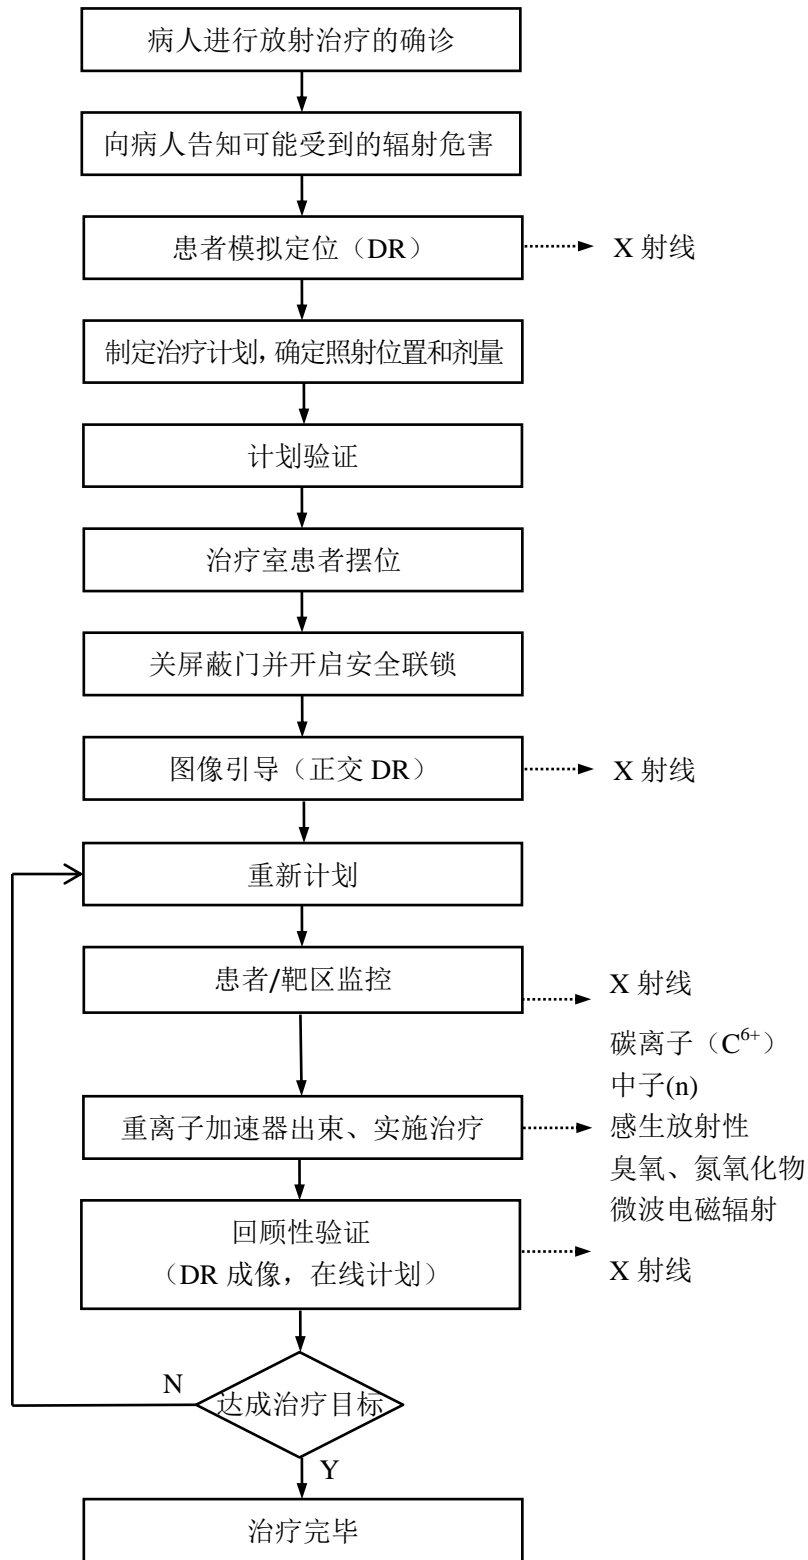 病人进行放射治疗的确诊
向病人告知可能受到的辐射危害
患者模拟定位（DR）
X 射线
制定治疗计划，确定照射位置和剂量
计划验证
治疗室患者摆位
关屏蔽门并开启安全联锁
图像引导（正交 DR）
X 射线
重新计划
患者/靶区监控
X 射线
碳离子（C⁶⁺）
中子(n)
重离子加速器出束、实施治疗
感生放射性
臭氧、氮氧化物
微波电磁辐射
回顾性验证
（DR 成像，在线计划）
X 射线
N
达成治疗目标
Y
治疗完毕